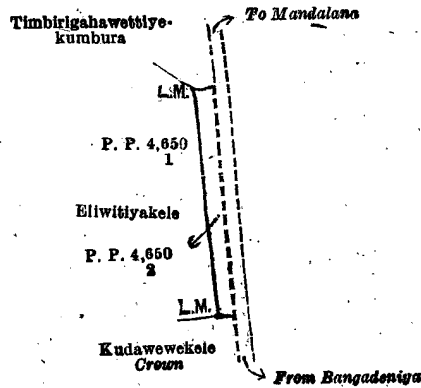 To Mandalana
Timbirigahawettiye-
kumbura
L.M.
P. P. 4,650
1
Eliwitiyakele
P. P. 4,650
2
L.M.
Kudawewekele
Crown
From Bangadeniya